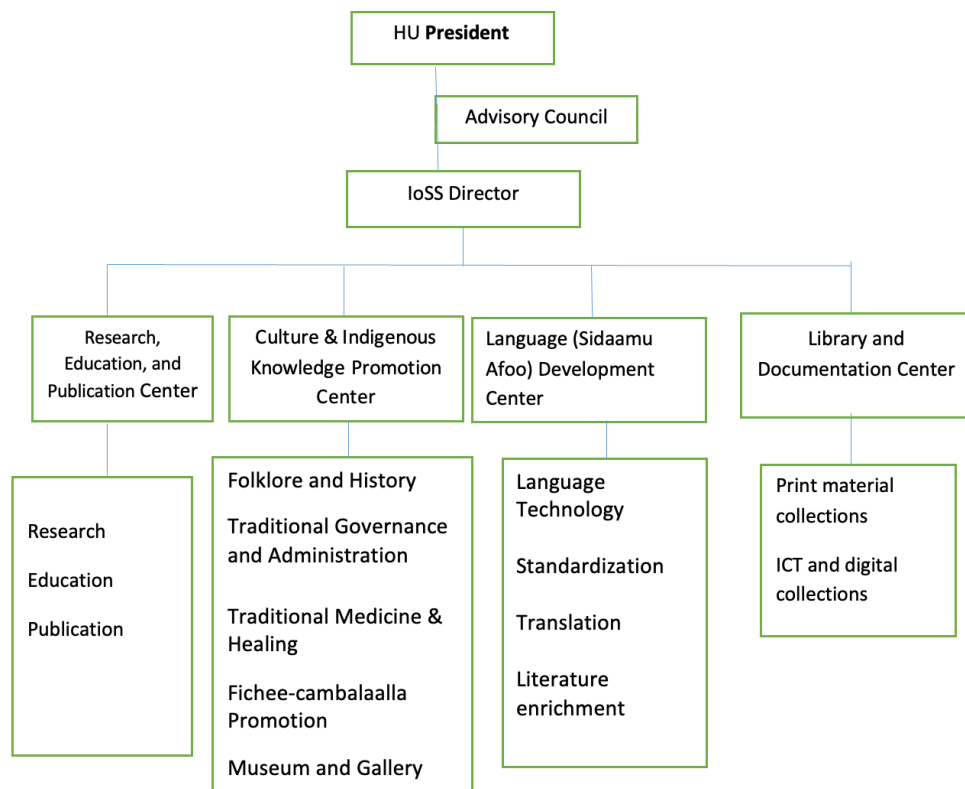 HU President
Advisory Council
IoSS Director
Research,
Education, and
Publication Center
Culture & Indigenous
Knowledge Promotion
Center
Language (Sidaamu
Afoo) Development
Center
Library and
Documentation Center
Research
Education
Publication
Folklore and History
Traditional Governance
and Administration
Traditional Medicine &
Healing
Fichee-cambalaalla
Promotion
Museum and Gallery
Language
Technology
Standardization
Translation
Literature
enrichment
Print material
collections
ICT and digital
collections